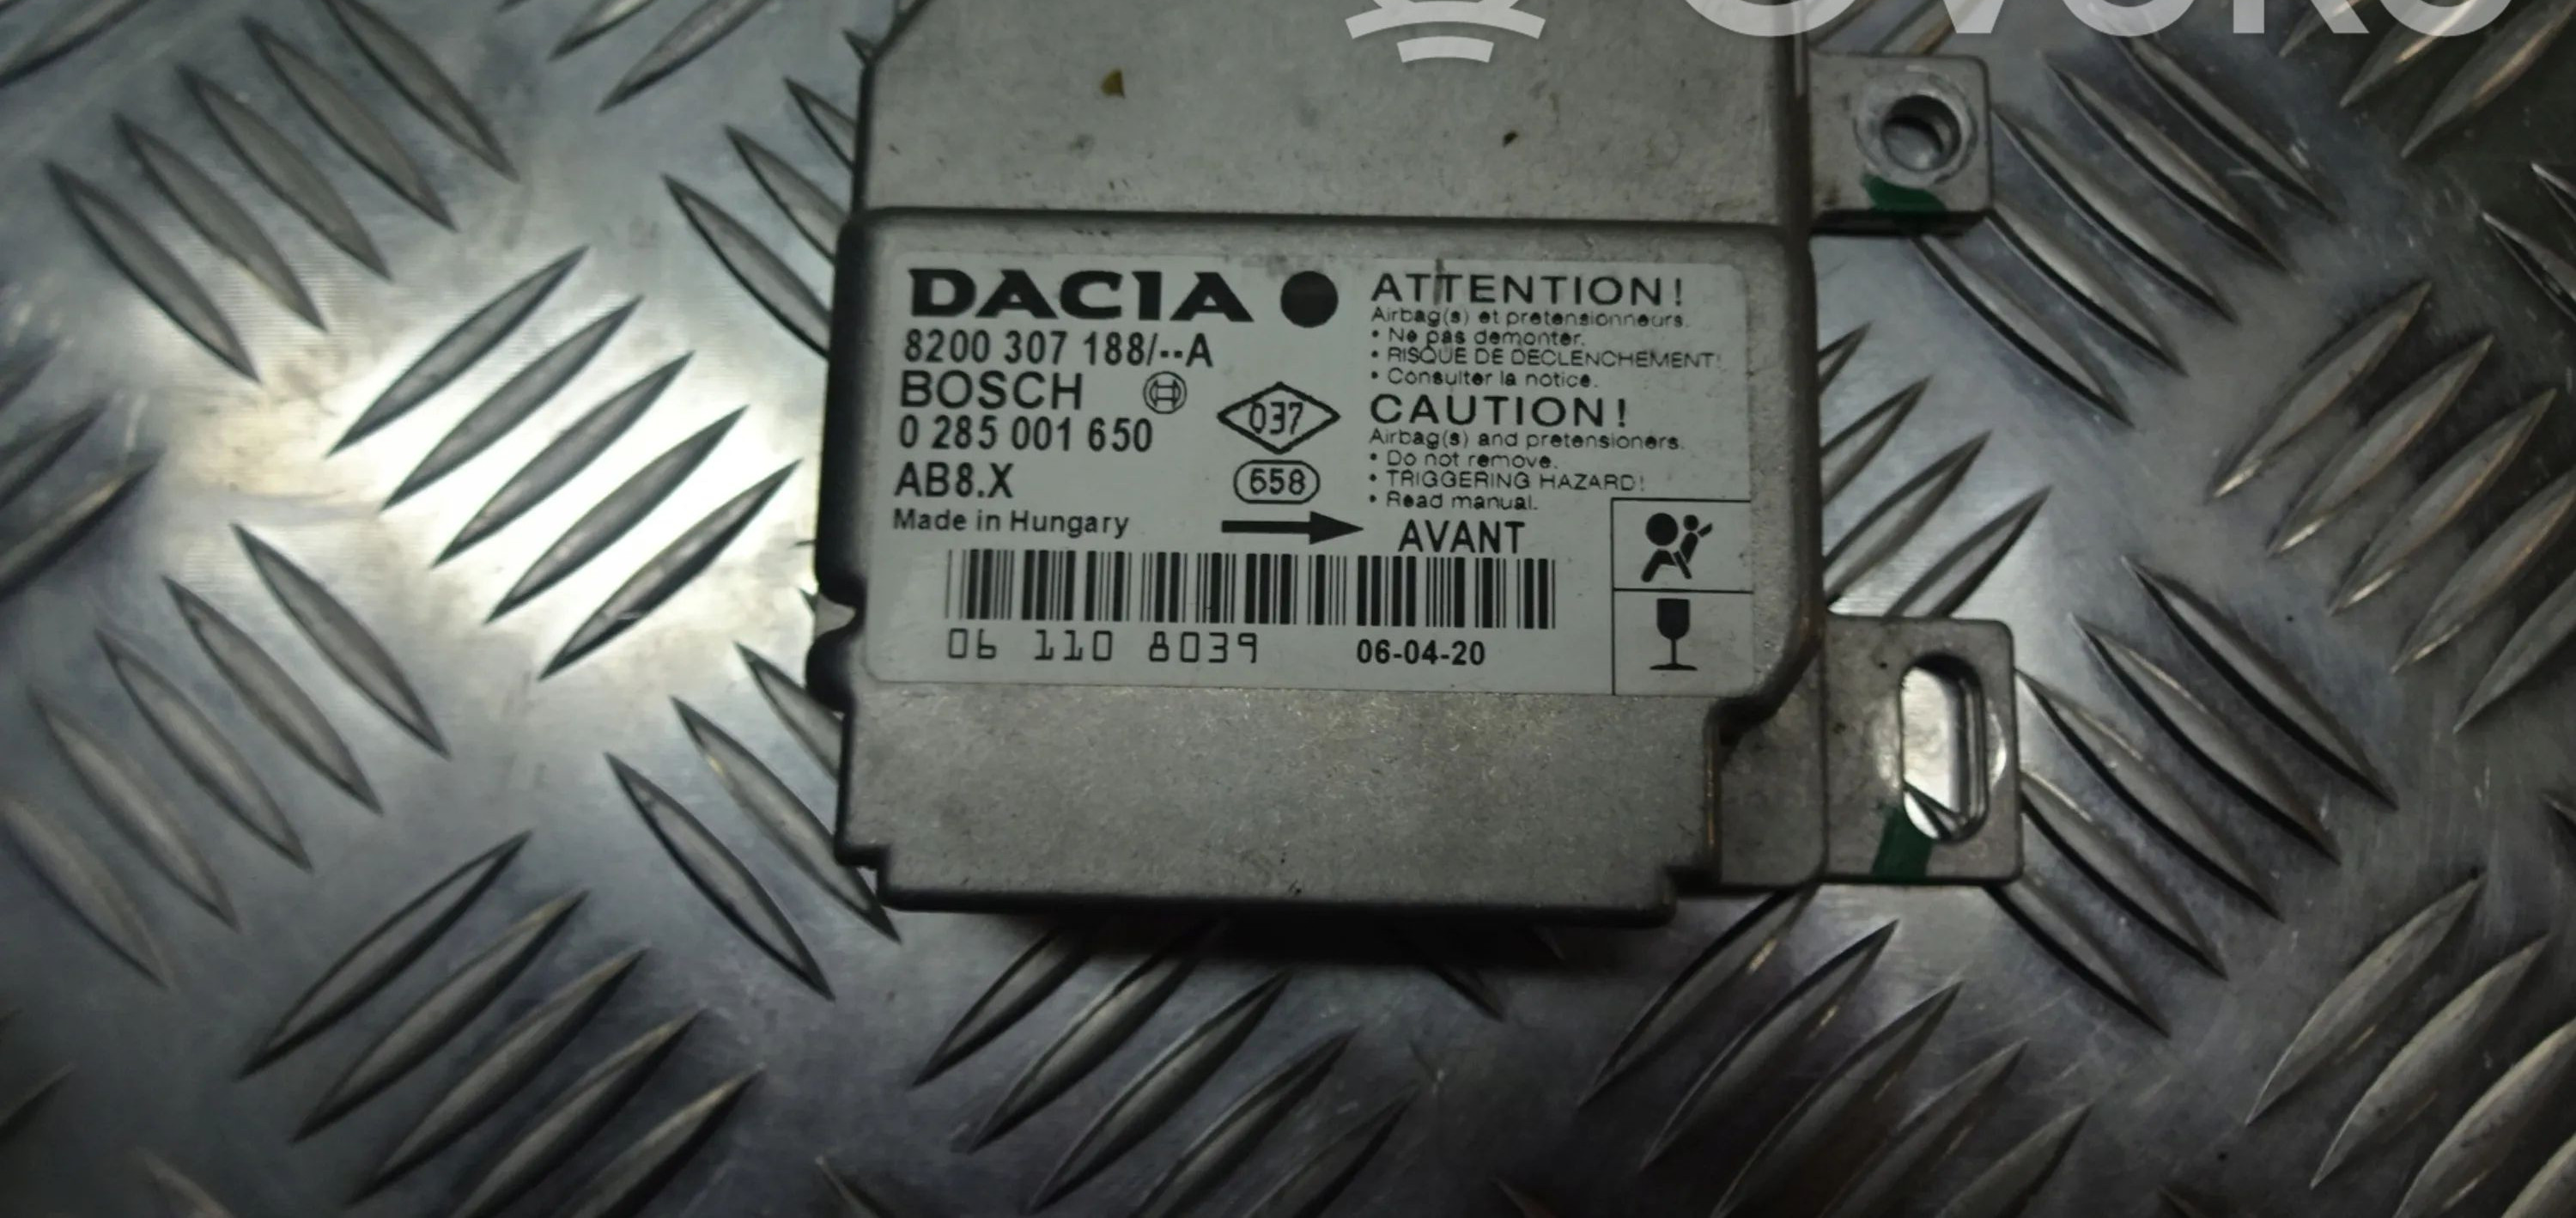 DACIA
8200 307 188/--A
BOSCH
0 285 001 650
AB8.X
Made in Hungary
037
658
ATTENTION!
Airbag(s) et pretensionneurs.
• Ne pas demonter.
• RISQUE DE DECLENCHEMENT!
• Consulter la notice.
CAUTION!
Airbag(s) and pretensioners.
• Do not remove.
• TRIGGERING HAZARD!
• Read manual.
AVANT
06 110 8039
06-04-20